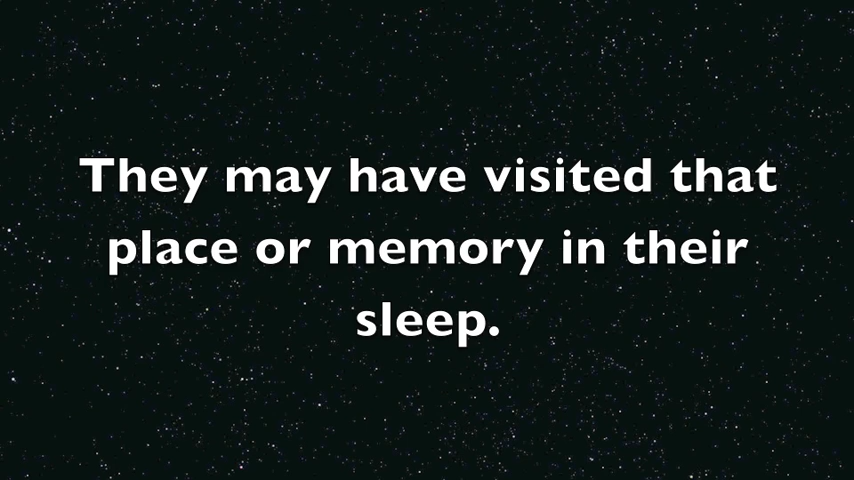 They may have visited that
place or memory in their
sleep.